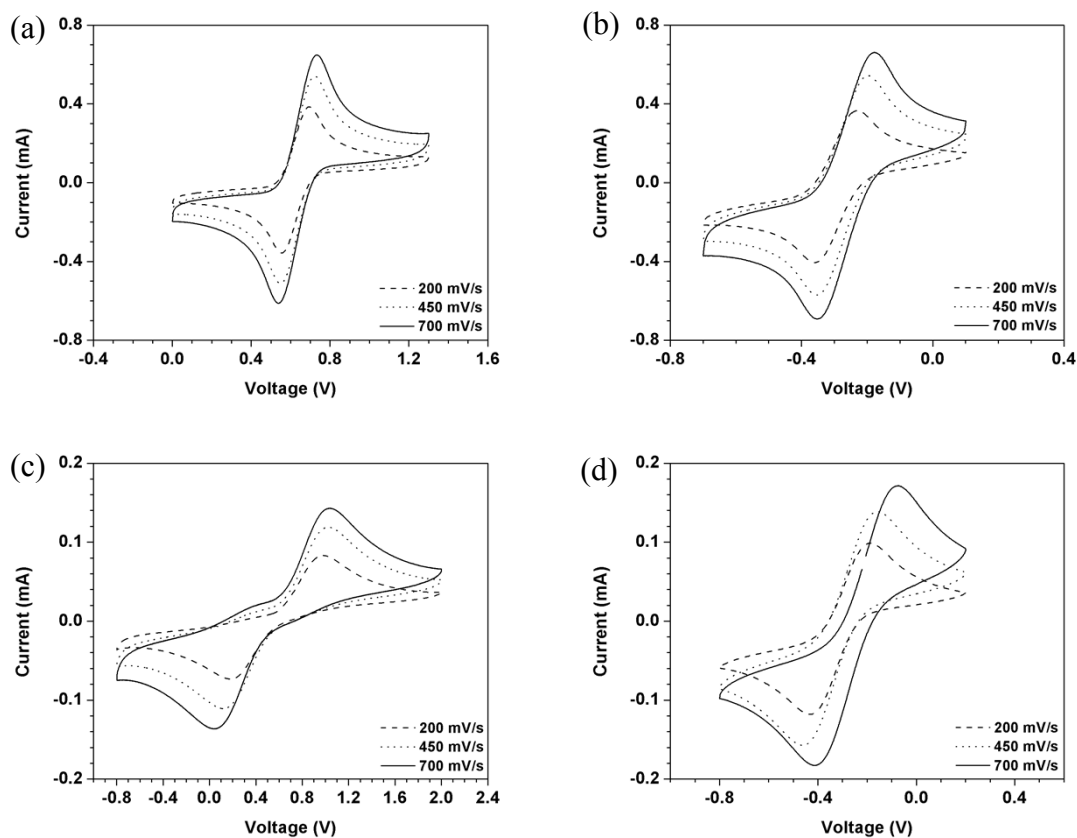 (a)
0.8
0.4
0.0
-0.4
-0.8
Current (mA)
-0.4 0.0 0.4 0.8 1.2 1.6
Voltage (V)
200 mV/s
450 mV/s
700 mV/s
(b)
0.8
0.4
0.0
-0.4
-0.8
Current (mA)
-0.8 -0.4 0.0 0.4
Voltage (V)
200 mV/s
450 mV/s
700 mV/s
(c)
0.2
0.1
0.0
-0.1
-0.2
Current (mA)
-0.8 -0.4 0.0 0.4 0.8 1.2 1.6 2.0 2.4
Voltage (V)
200 mV/s
450 mV/s
700 mV/s
(d)
0.2
0.1
0.0
-0.1
-0.2
Current (mA)
-0.8 -0.4 0.0 0.4
Voltage (V)
200 mV/s
450 mV/s
700 mV/s